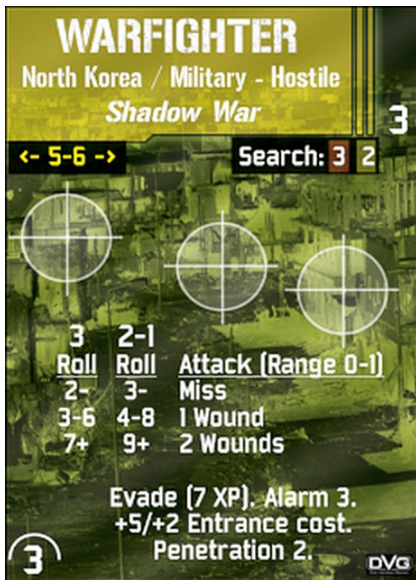 WARFIGHTER
North Korea / Military - Hostile
Shadow War
3
<- 5-6 -> Search: 3 2
3 2-1
Roll Roll Attack (Range 0-1)
2- 3- Miss
3-6 4-8 1 Wound
7+ 9+ 2 Wounds
Evade (7 XP). Alarm 3.
+5/+2 Entrance cost.
Penetration 2.
3
DVG